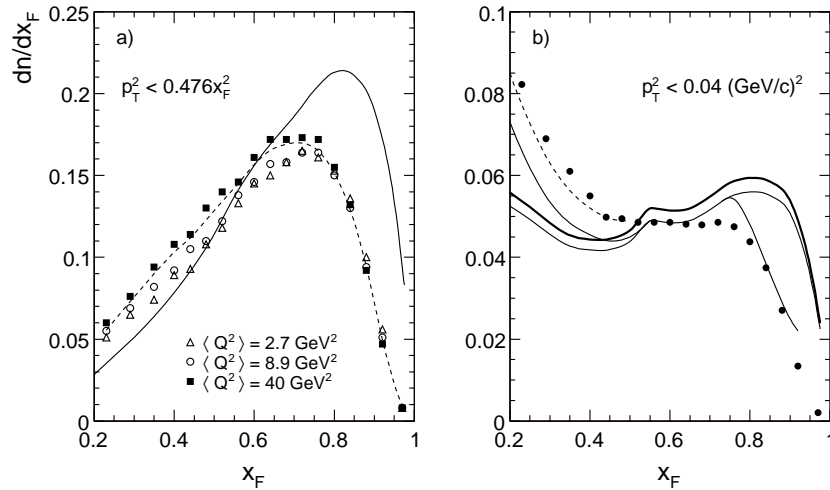 dn/dx_F
0.25
0.2
0.15
0.1
0.05
0
a)
p_T^2 < 0.476x_F^2
△ ⟨ Q^2 ⟩ = 2.7 GeV^2
○ ⟨ Q^2 ⟩ = 8.9 GeV^2
■ ⟨ Q^2 ⟩ = 40 GeV^2
0.2 0.4 0.6 0.8 1
x_F
0.1
0.08
0.06
0.04
0.02
0
b)
p_T^2 < 0.04 (GeV/c)^2
0.2 0.4 0.6 0.8 1
x_F